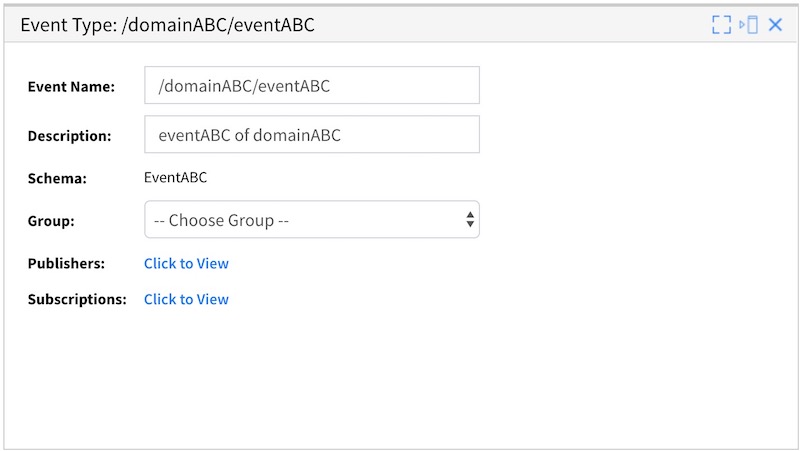 Event Type: /domainABC/eventABC
Event Name: /domainABC/eventABC
Description: eventABC of domainABC
Schema: EventABC
Group: -- Choose Group --
Publishers: Click to View
Subscriptions: Click to View